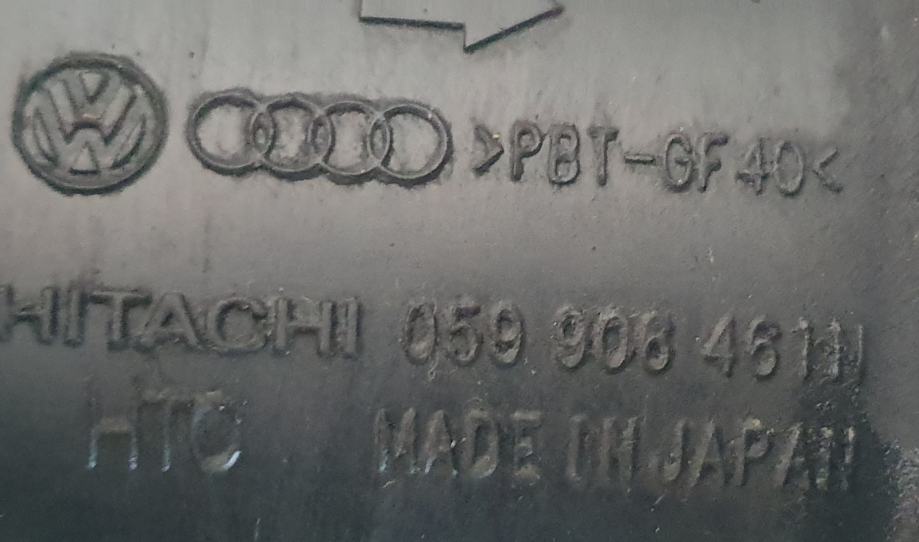 >PBT-GF40<
HITACHI 059 906 461N
HTC MADE IN JAPAN